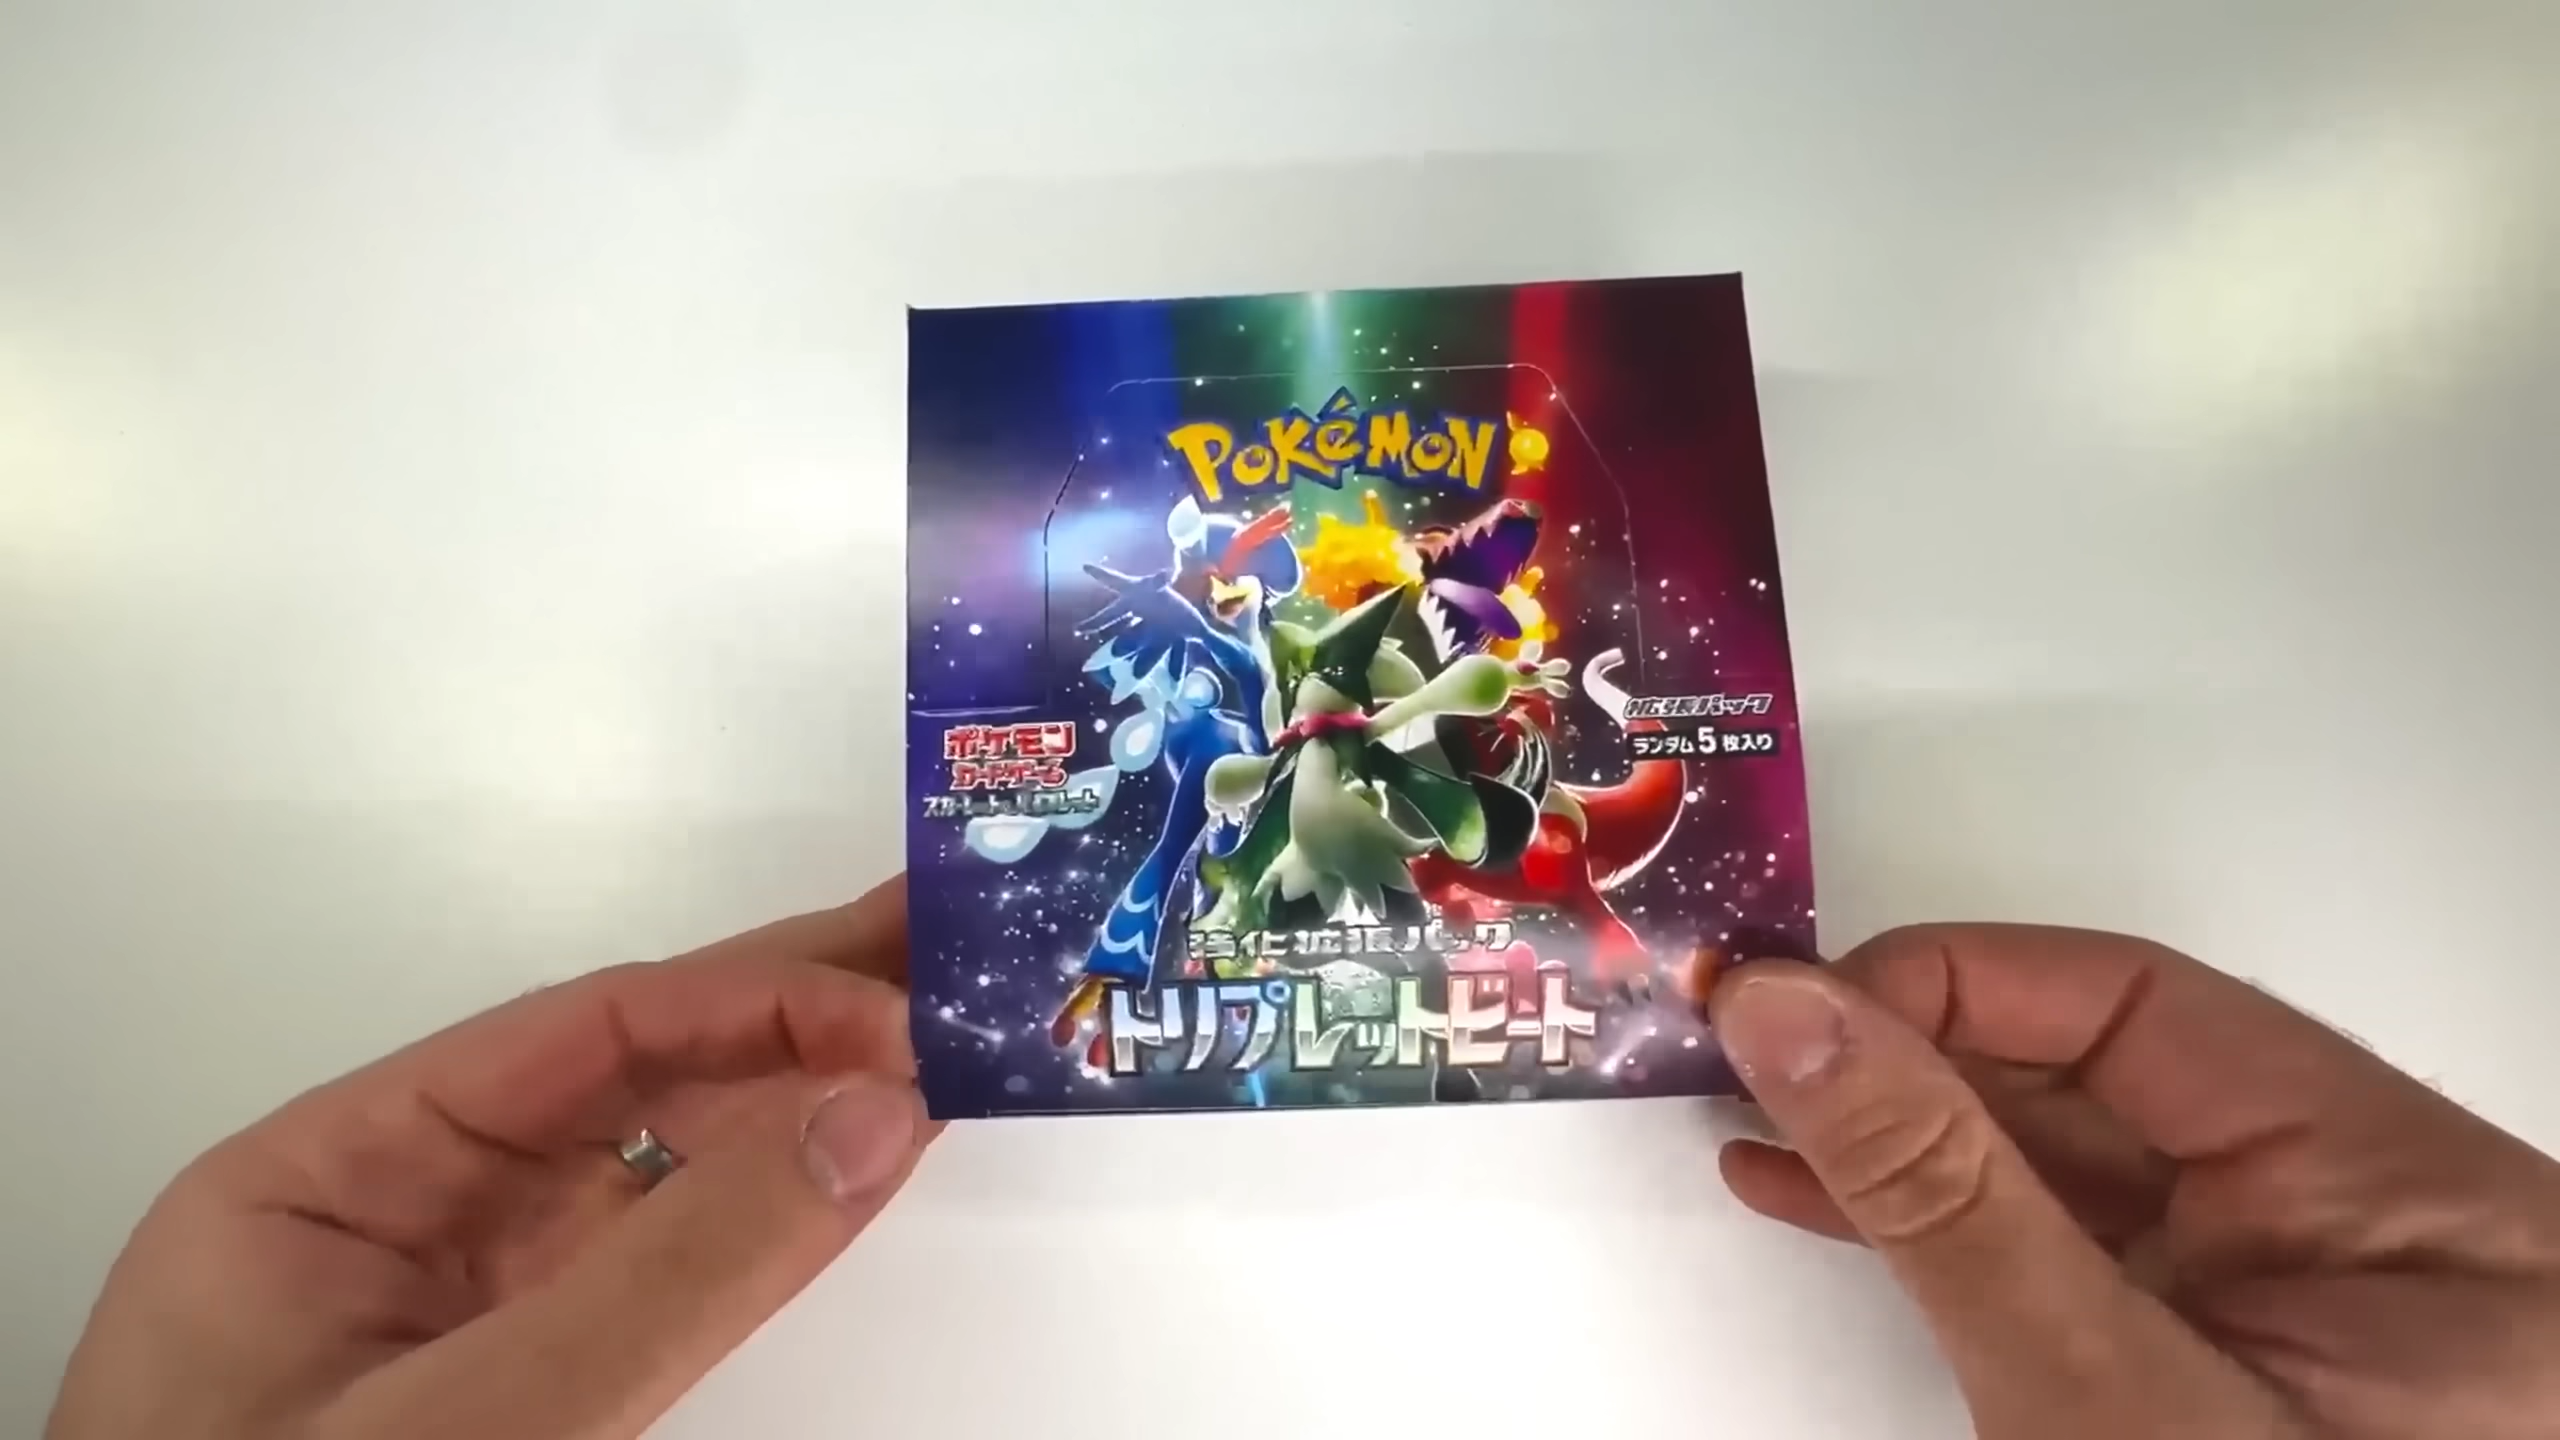 POKÉMON
拡張パック
ランダム5枚入り
ポケモン
カードゲーム
スカーレット&バイオレット
強化拡張パック
トリプレットビート